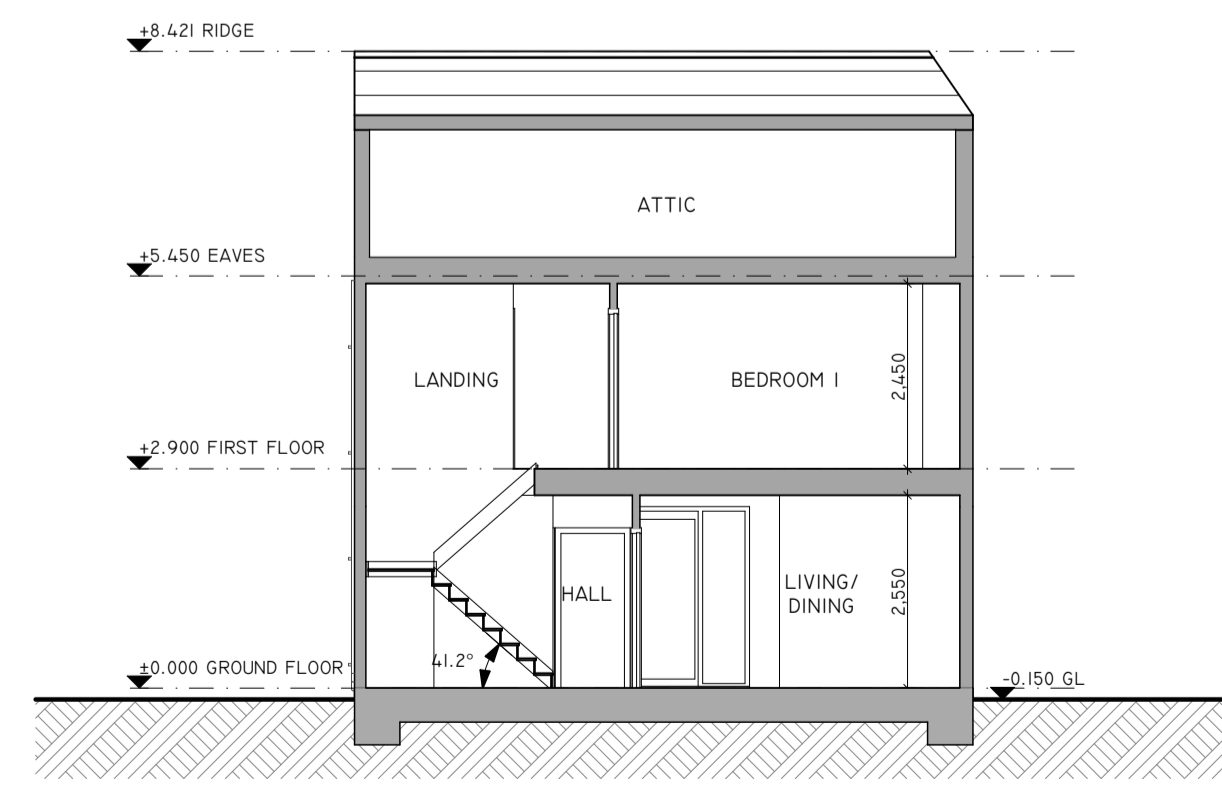 +8.421 RIDGE
ATTIC
+5.450 EAVES
LANDING
BEDROOM 1
2,450
+2.900 FIRST FLOOR
HALL
LIVING/
DINING
2,550
41.2°
±0.000 GROUND FLOOR
-0.150 GL